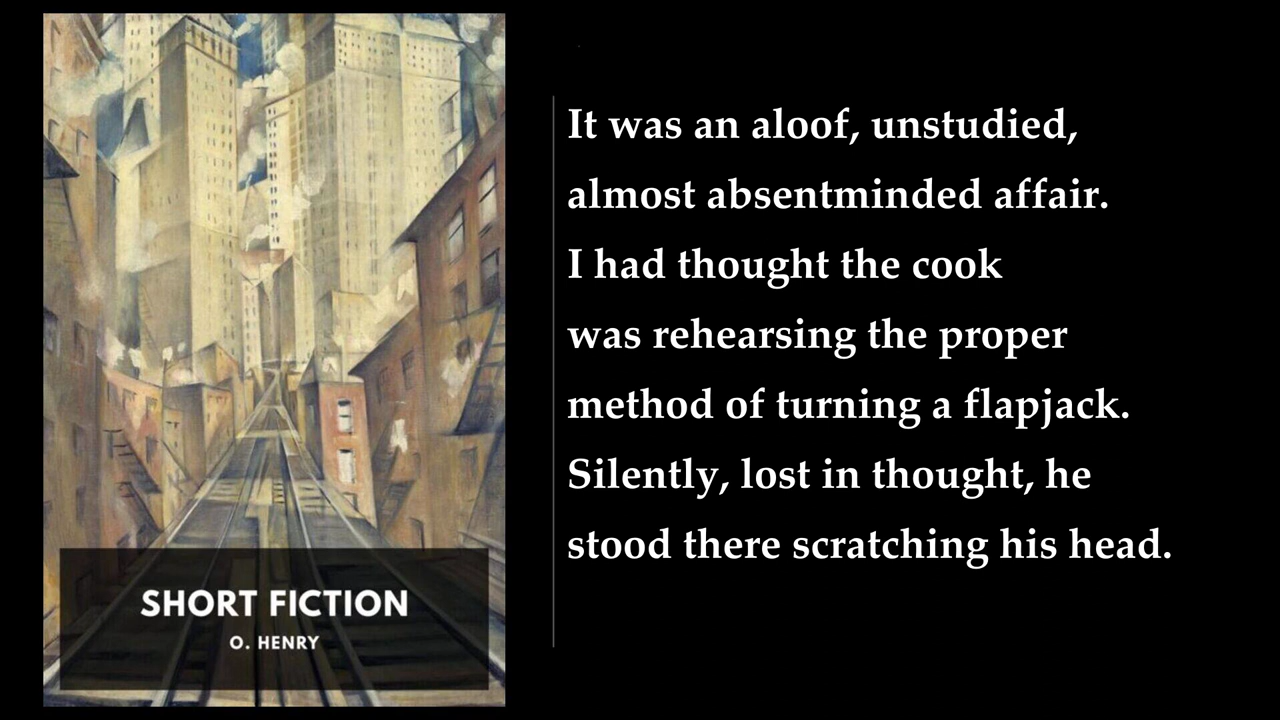 SHORT FICTION
O. HENRY
It was an aloof, unstudied,
almost absentminded affair.
I had thought the cook
was rehearsing the proper
method of turning a flapjack.
Silently, lost in thought, he
stood there scratching his head.